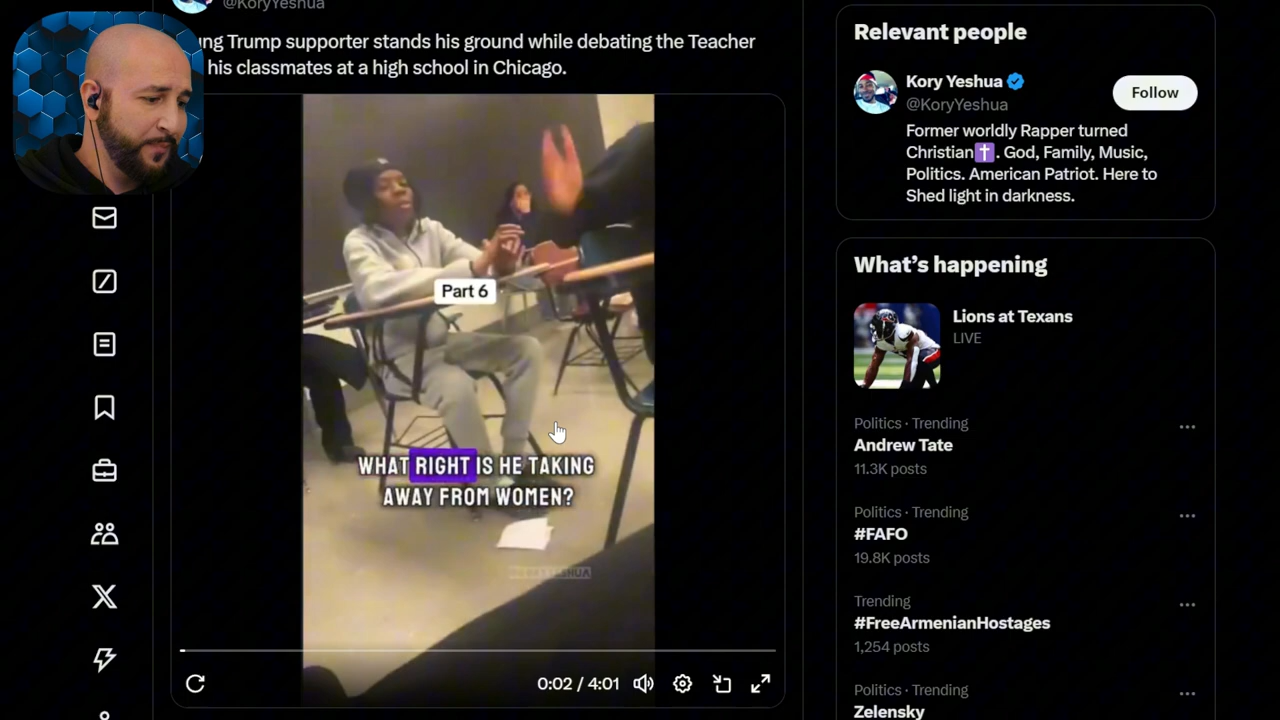 @KoryYeshua
ung Trump supporter stands his ground while debating the Teacher
his classmates at a high school in Chicago.
Part 6
WHAT RIGHT IS HE TAKING
AWAY FROM WOMEN?
0:02 / 4:01
Relevant people
Kory Yeshua
@KoryYeshua
Follow
Former worldly Rapper turned
Christian✝️. God, Family, Music,
Politics. American Patriot. Here to
Shed light in darkness.
What’s happening
Lions at Texans
LIVE
Politics · Trending
Andrew Tate
11.3K posts
Politics · Trending
#FAFO
19.8K posts
Trending
#FreeArmenianHostages
1,254 posts
Politics · Trending
Zelensky